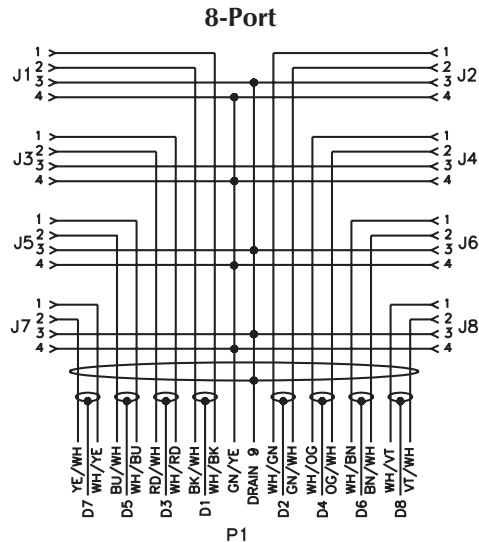 8-Port
1 1
J1 2 2 J2
3 3
4 4
1 1
J3 2 2 J4
3 3
4 4
1 1
J5 2 2 J6
3 3
4 4
1 1
J7 2 2 J8
3 3
4 4
YE/WH
D7
WH/YE
BU/WH
D5
WH/BU
RD/WH
D3
WH/RD
BK/WH
D1
WH/BK
GN/YE
DRAIN 9
WH/GN
D2
GN/WH
WH/OG
D4
OG/WH
WH/BN
D6
BN/WH
WH/VT
D8
VT/WH
P1